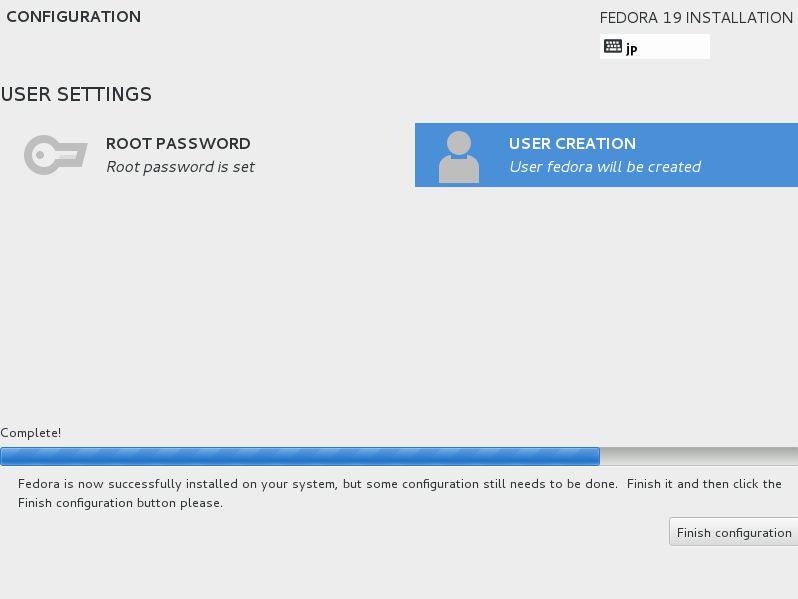 CONFIGURATION
FEDORA 19 INSTALLATION
jp
USER SETTINGS
ROOT PASSWORD
Root password is set
USER CREATION
User fedora will be created
Complete!
Fedora is now successfully installed on your system, but some configuration still needs to be done.  Finish it and then click the
Finish configuration button please.
Finish configuration